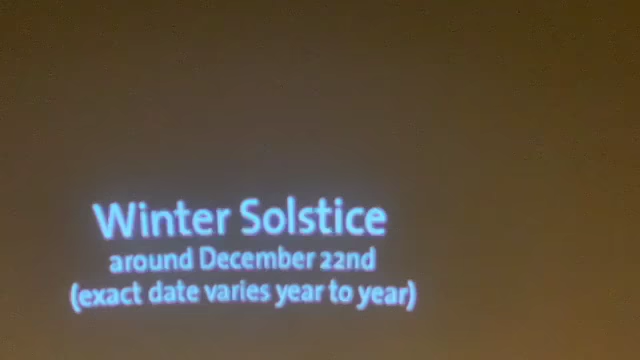 Winter Solstice
around December 22nd
(exact date varies year to year)